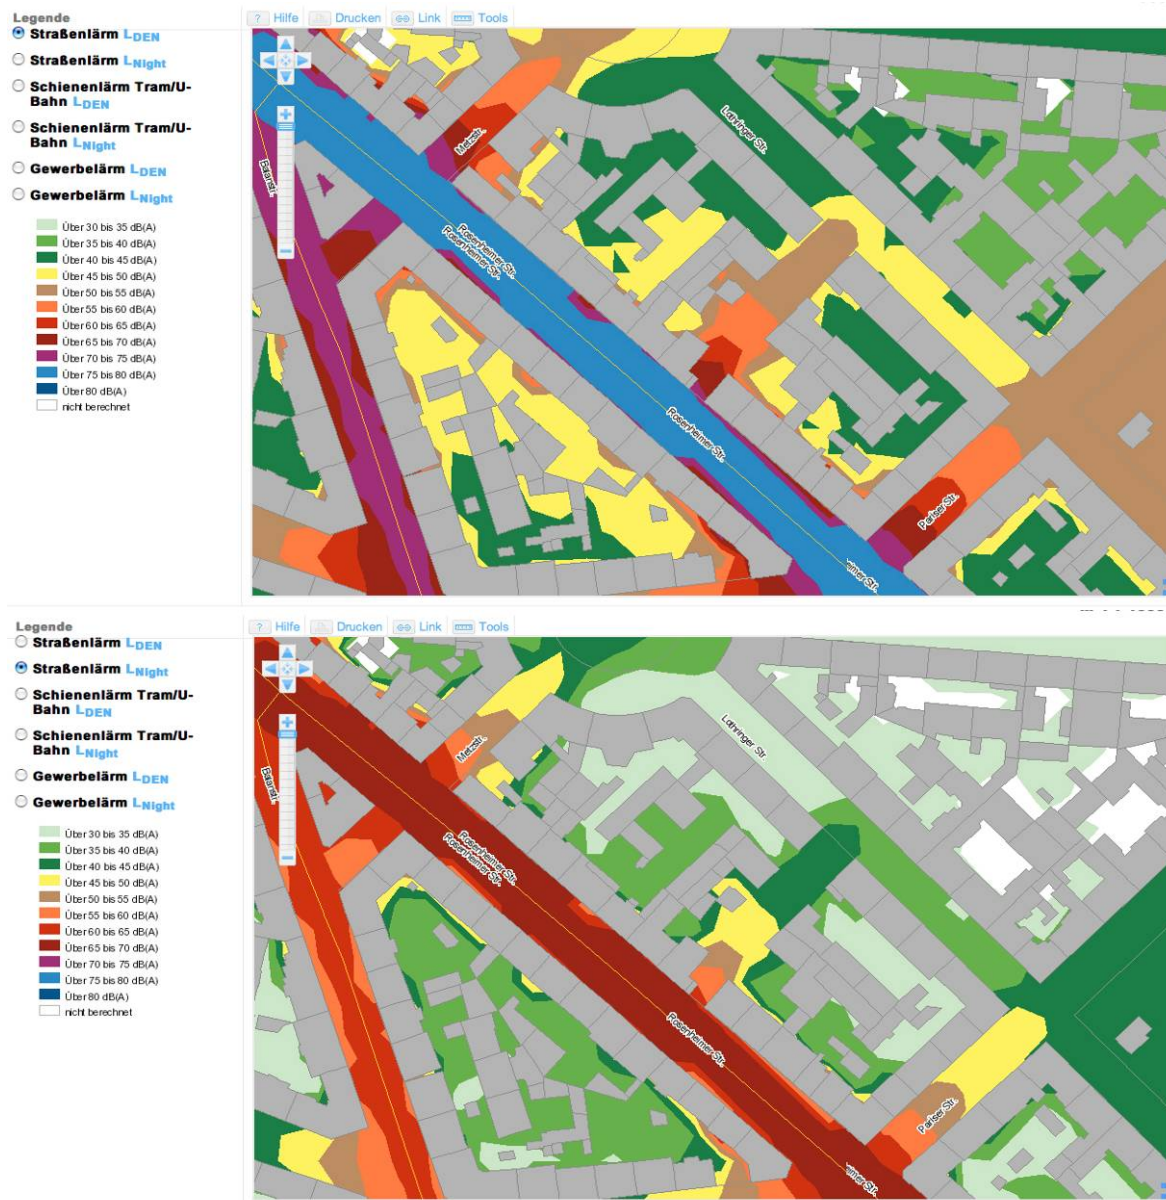 Legende
? Hilfe Drucken Link Tools
Straßenlärm LDEN
Straßenlärm LNight
Schienenlärm Tram/U-
Bahn LDEN
Schienenlärm Tram/U-
Bahn LNight
Gewerbelärm LDEN
Gewerbelärm LNight
Über 30 bis 35 dB(A)
Über 35 bis 40 dB(A)
Über 40 bis 45 dB(A)
Über 45 bis 50 dB(A)
Über 50 bis 55 dB(A)
Über 55 bis 60 dB(A)
Über 60 bis 65 dB(A)
Über 65 bis 70 dB(A)
Über 70 bis 75 dB(A)
Über 75 bis 80 dB(A)
Über 80 dB(A)
nicht berechnet
Metzstr.
Lothringer Str.
Balanstr.
Rosenheimer Str.
Rosenheimer Str.
Rosenheimer Str.
Pariser Str.
eimer Str.
Legende
? Hilfe Drucken Link Tools
Straßenlärm LDEN
Straßenlärm LNight
Schienenlärm Tram/U-
Bahn LDEN
Schienenlärm Tram/U-
Bahn LNight
Gewerbelärm LDEN
Gewerbelärm LNight
Über 30 bis 35 dB(A)
Über 35 bis 40 dB(A)
Über 40 bis 45 dB(A)
Über 45 bis 50 dB(A)
Über 50 bis 55 dB(A)
Über 55 bis 60 dB(A)
Über 60 bis 65 dB(A)
Über 65 bis 70 dB(A)
Über 70 bis 75 dB(A)
Über 75 bis 80 dB(A)
Über 80 dB(A)
nicht berechnet
Metzstr.
Lothringer Str.
Balanstr.
Rosenheimer Str.
Rosenheimer Str.
Rosenheimer Str.
Pariser Str.
eimer Str.